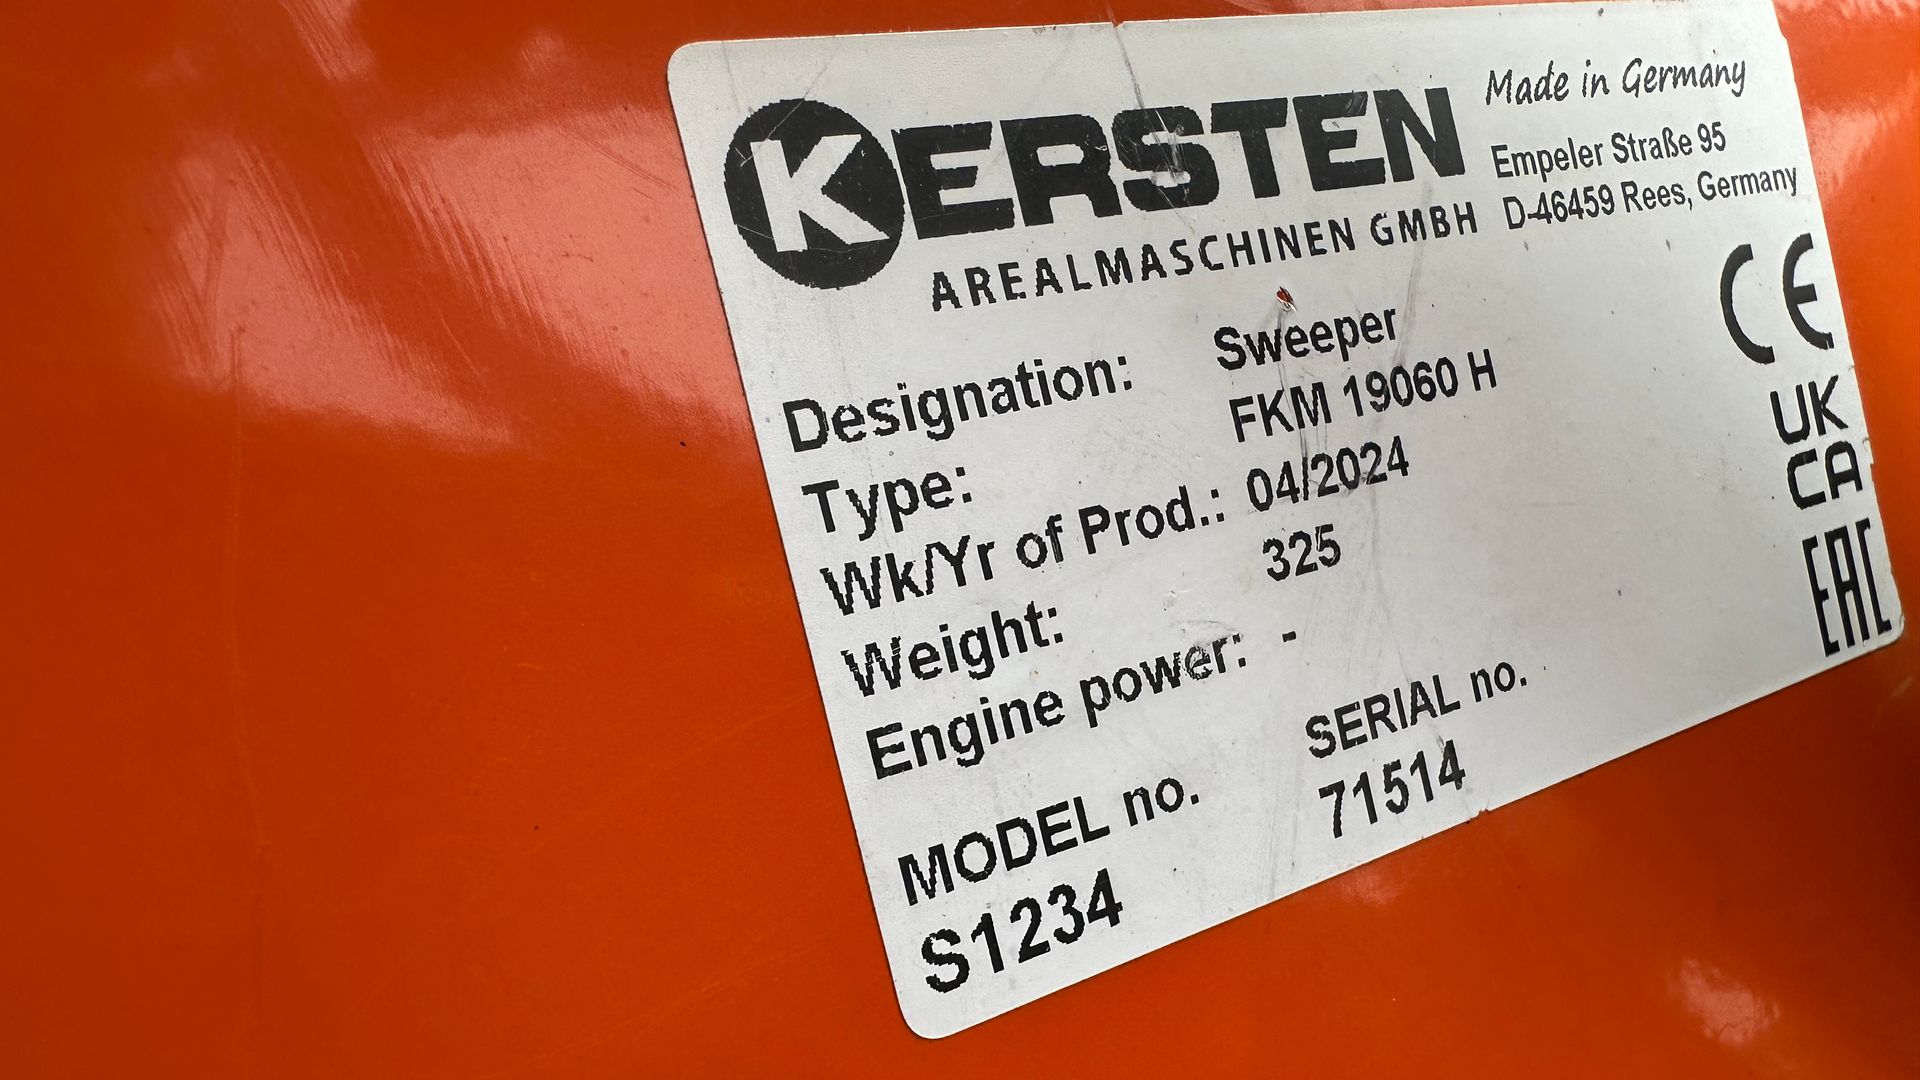 KERSTEN
AREALMASCHINEN GMBH
Made in Germany
Empeler Straße 95
D-46459 Rees, Germany
Designation: Sweeper
Type: FKM 19060 H
Wk/Yr of Prod.: 04/2024
Weight: 325
Engine power: -
MODEL no. SERIAL no.
S1234 71514
CE
UK
CA
EAC